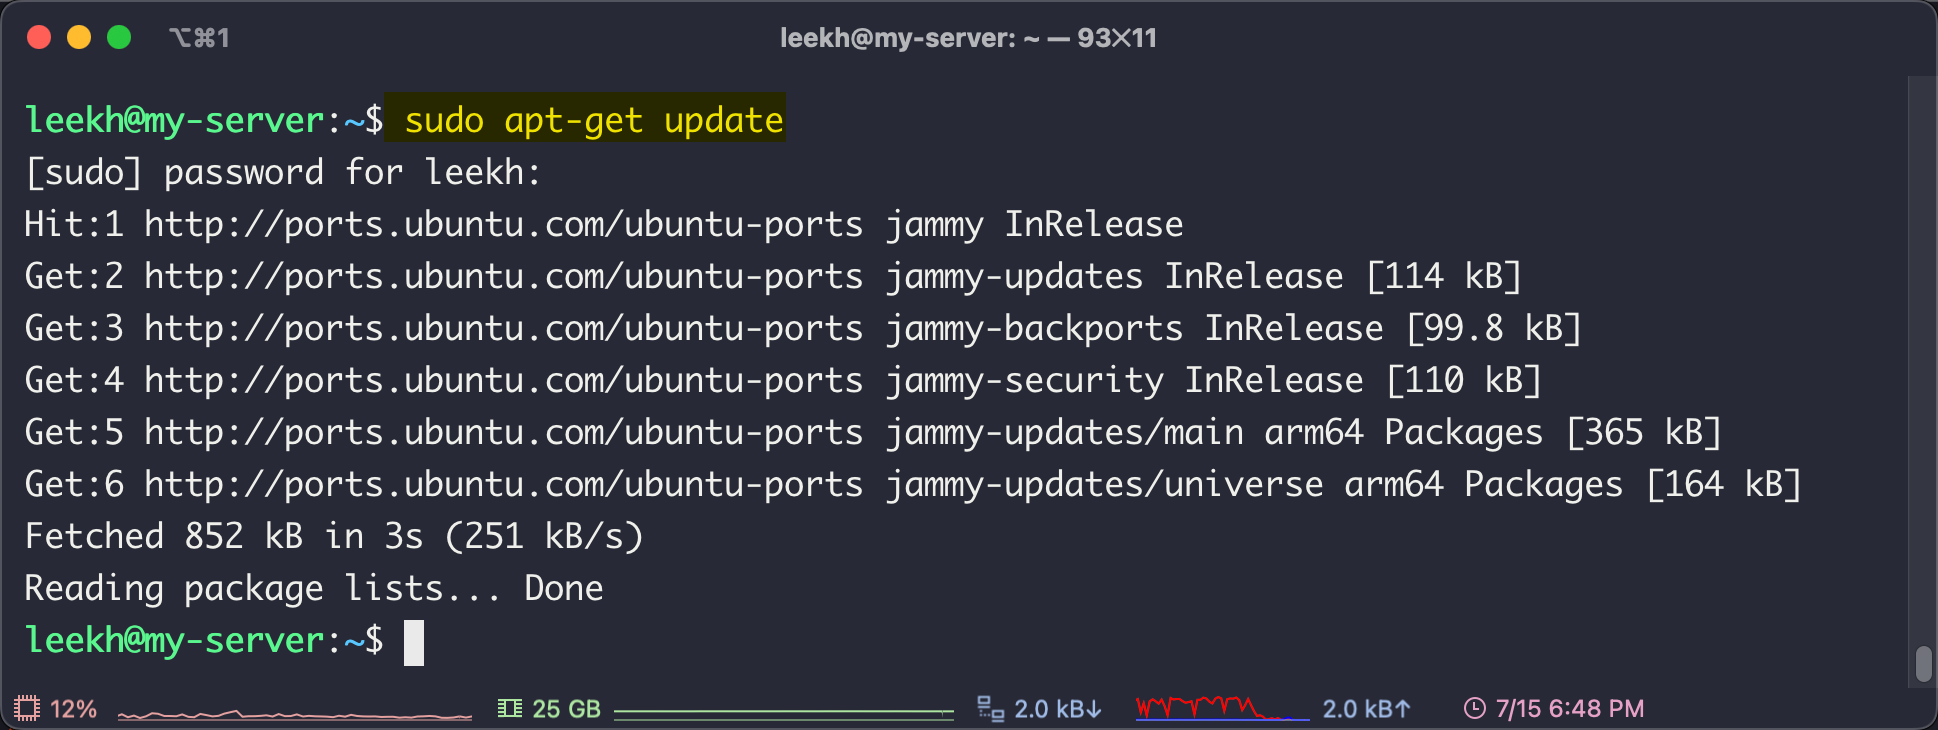 ⌥⌘1
leekh@my-server: ~ — 93✕11
leekh@my-server:~$ sudo apt-get update
[sudo] password for leekh:
Hit:1 http://ports.ubuntu.com/ubuntu-ports jammy InRelease
Get:2 http://ports.ubuntu.com/ubuntu-ports jammy-updates InRelease [114 kB]
Get:3 http://ports.ubuntu.com/ubuntu-ports jammy-backports InRelease [99.8 kB]
Get:4 http://ports.ubuntu.com/ubuntu-ports jammy-security InRelease [110 kB]
Get:5 http://ports.ubuntu.com/ubuntu-ports jammy-updates/main arm64 Packages [365 kB]
Get:6 http://ports.ubuntu.com/ubuntu-ports jammy-updates/universe arm64 Packages [164 kB]
Fetched 852 kB in 3s (251 kB/s)
Reading package lists... Done
leekh@my-server:~$
12% 25 GB 2.0 kB↓ 2.0 kB↑ 7/15 6:48 PM